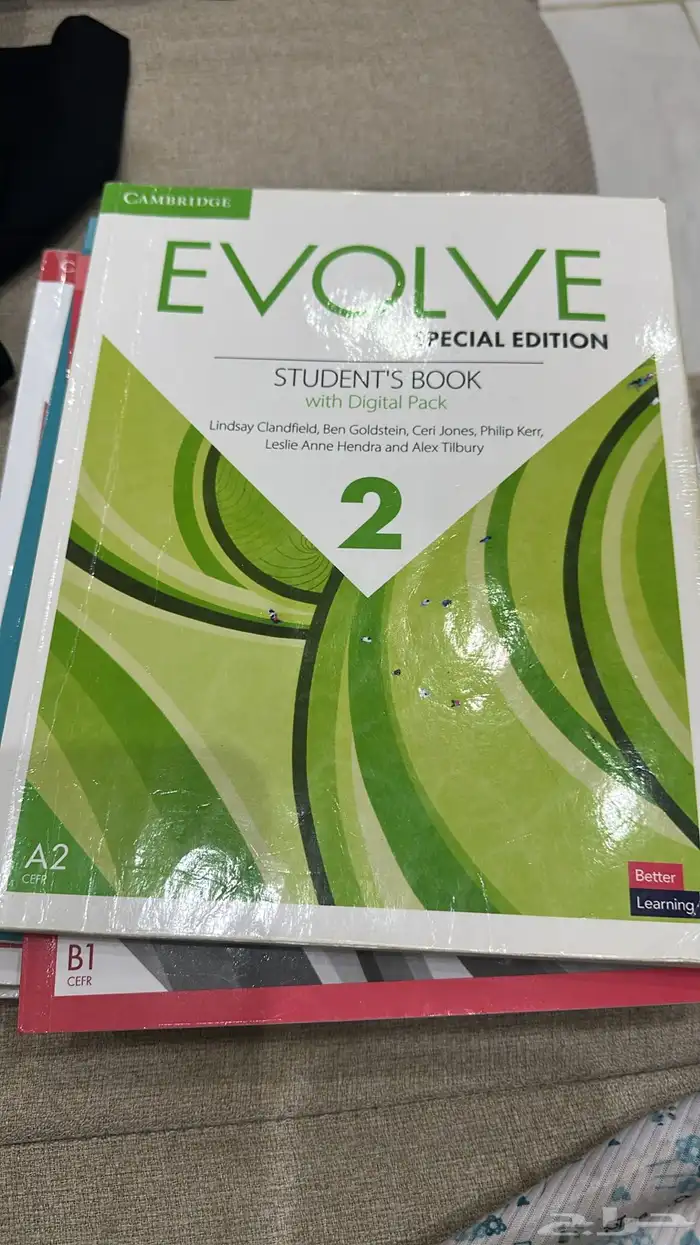 CAMBRIDGE
EVOLVE
SPECIAL EDITION
STUDENT'S BOOK
with Digital Pack
Lindsay Clandfield, Ben Goldstein, Ceri Jones, Philip Kerr,
Leslie Anne Hendra and Alex Tilbury
2
A2
CEFR
Better
Learning
B1
CEFR
C
حراج